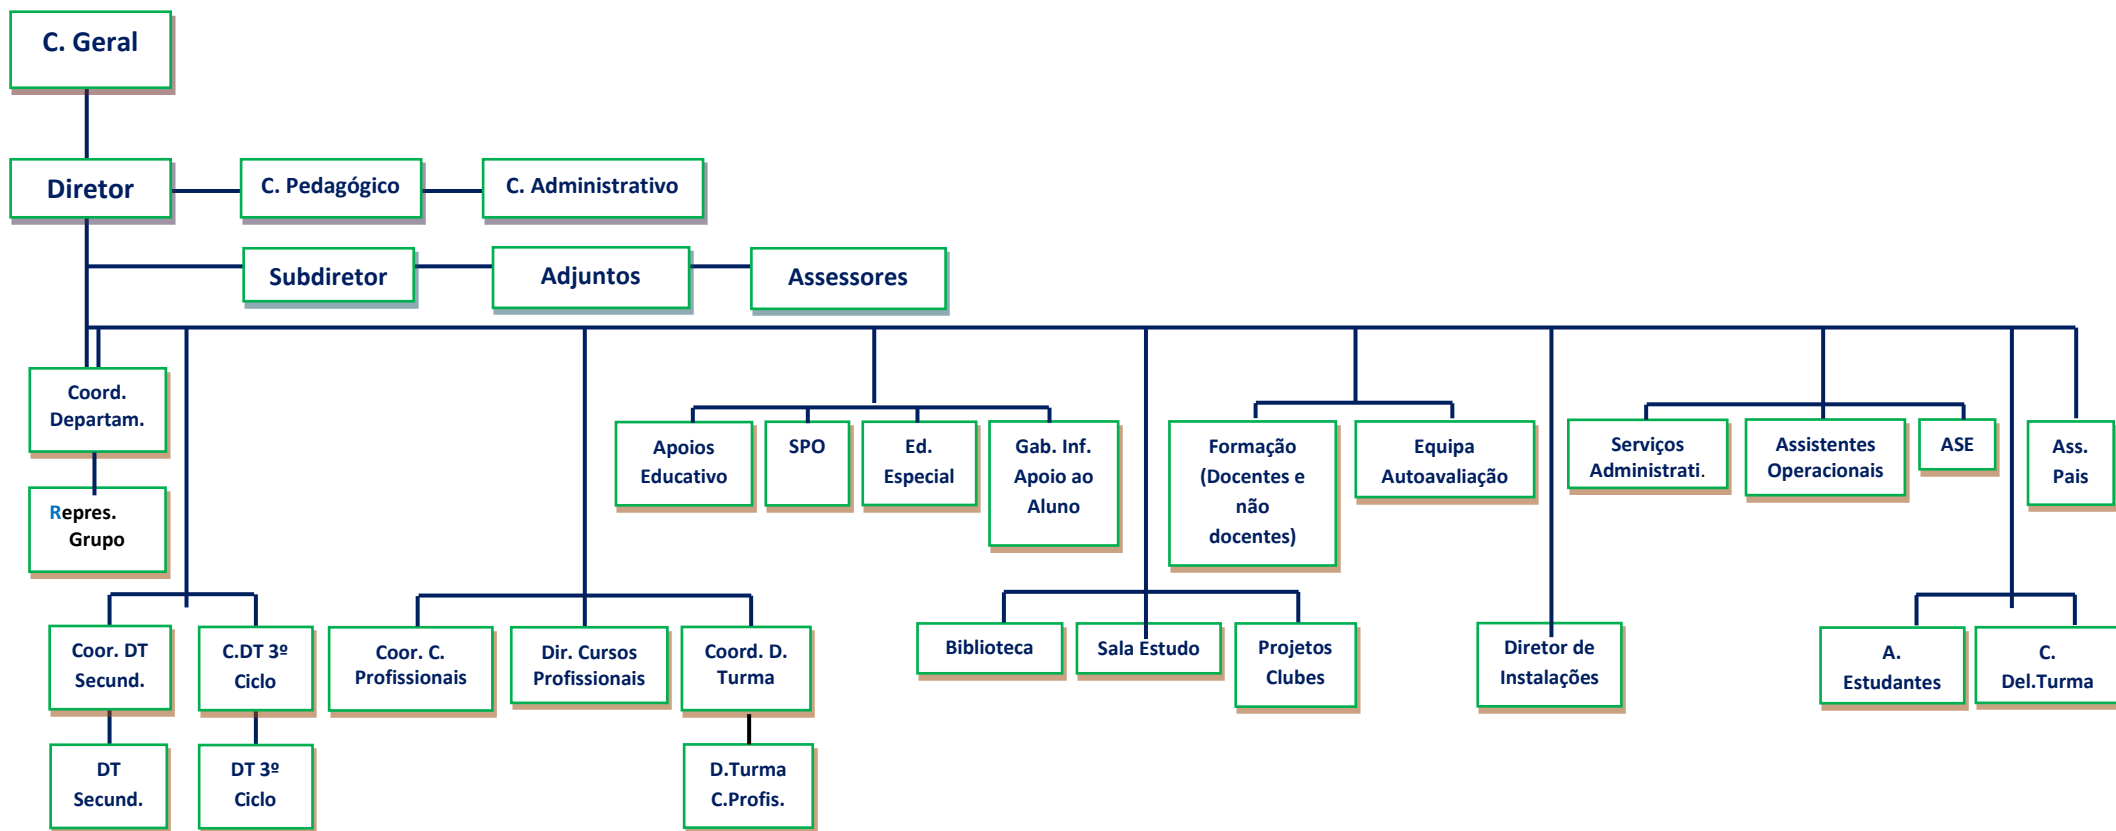 C. Geral
Diretor
C. Pedagógico
C. Administrativo
Subdiretor
Adjuntos
Assessores
Coord.
Departam.
Repres.
Grupo
Apoios
Educativo
SPO
Ed.
Especial
Gab. Inf.
Apoio ao
Aluno
Formação
(Docentes e
não
docentes)
Equipa
Autoavaliação
Serviços
Administrati.
Assistentes
Operacionais
ASE
Ass.
Pais
Coor. DT
Secund.
C.DT 3º
Ciclo
Coor. C.
Profissionais
Dir. Cursos
Profissionais
Coord. D.
Turma
Biblioteca
Sala Estudo
Projetos
Clubes
Diretor de
Instalações
A.
Estudantes
C.
Del.Turma
DT
Secund.
DT 3º
Ciclo
D.Turma
C.Profis.